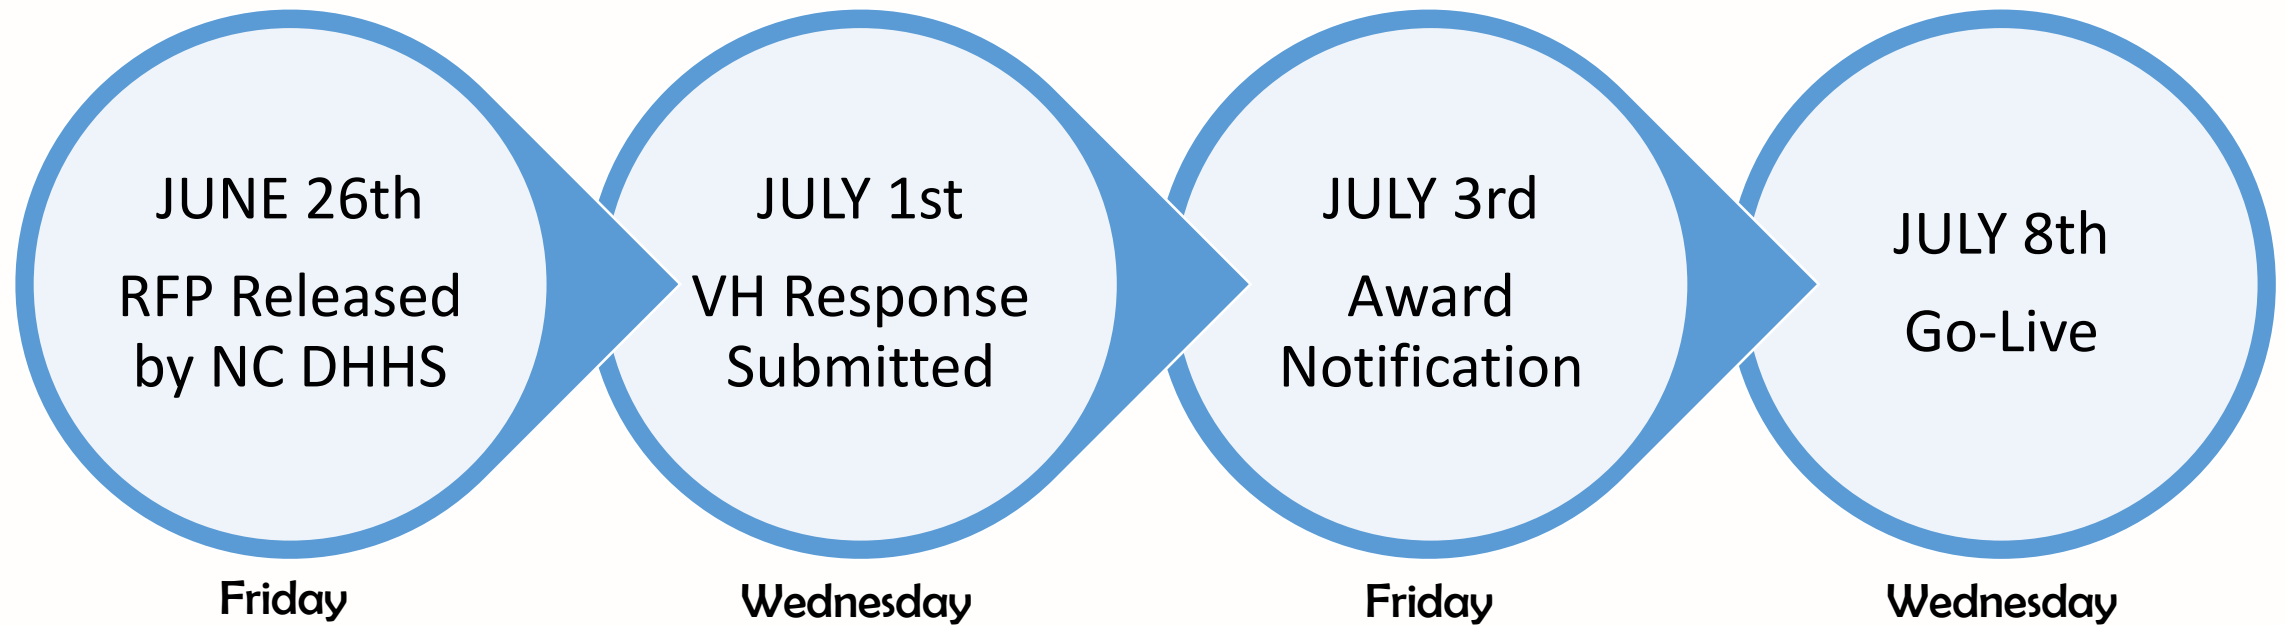 JUNE 26th
RFP Released
by NC DHHS
Friday
JULY 1st
VH Response
Submitted
Wednesday
JULY 3rd
Award
Notification
Friday
JULY 8th
Go-Live
Wednesday